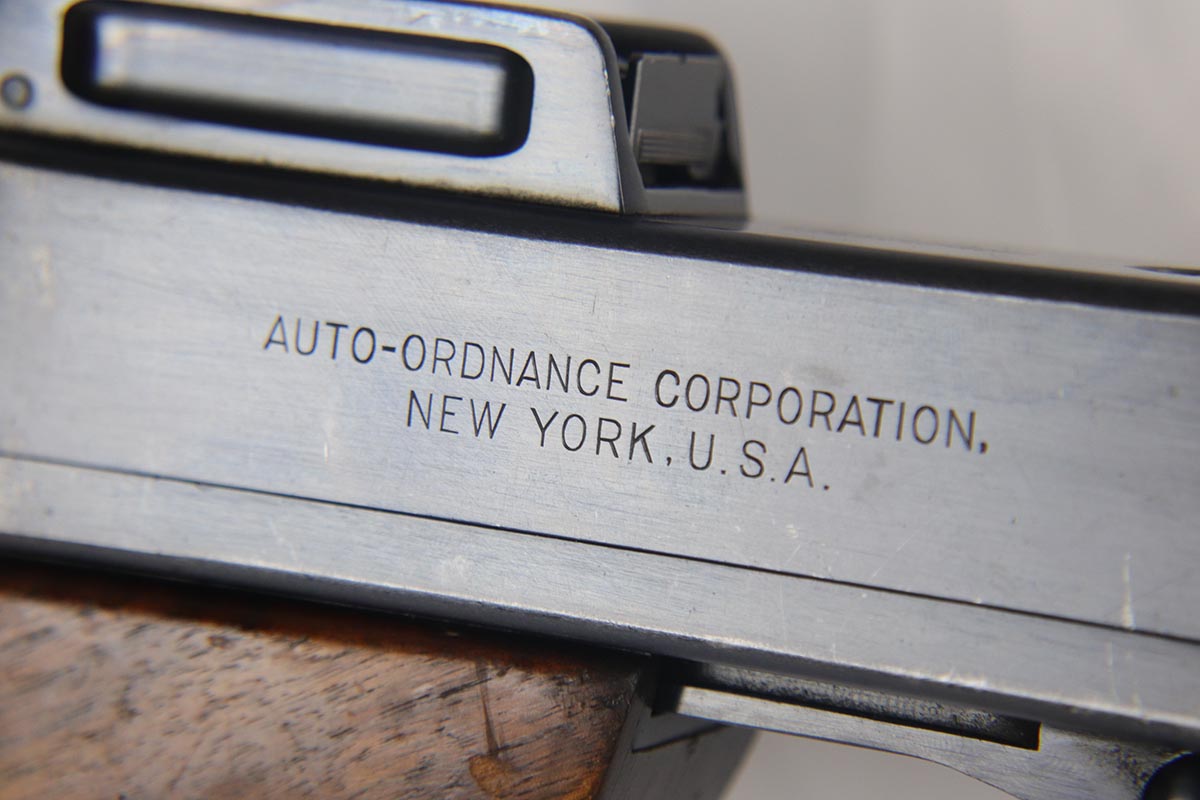 AUTO-ORDNANCE CORPORATION,
NEW YORK, U.S.A.